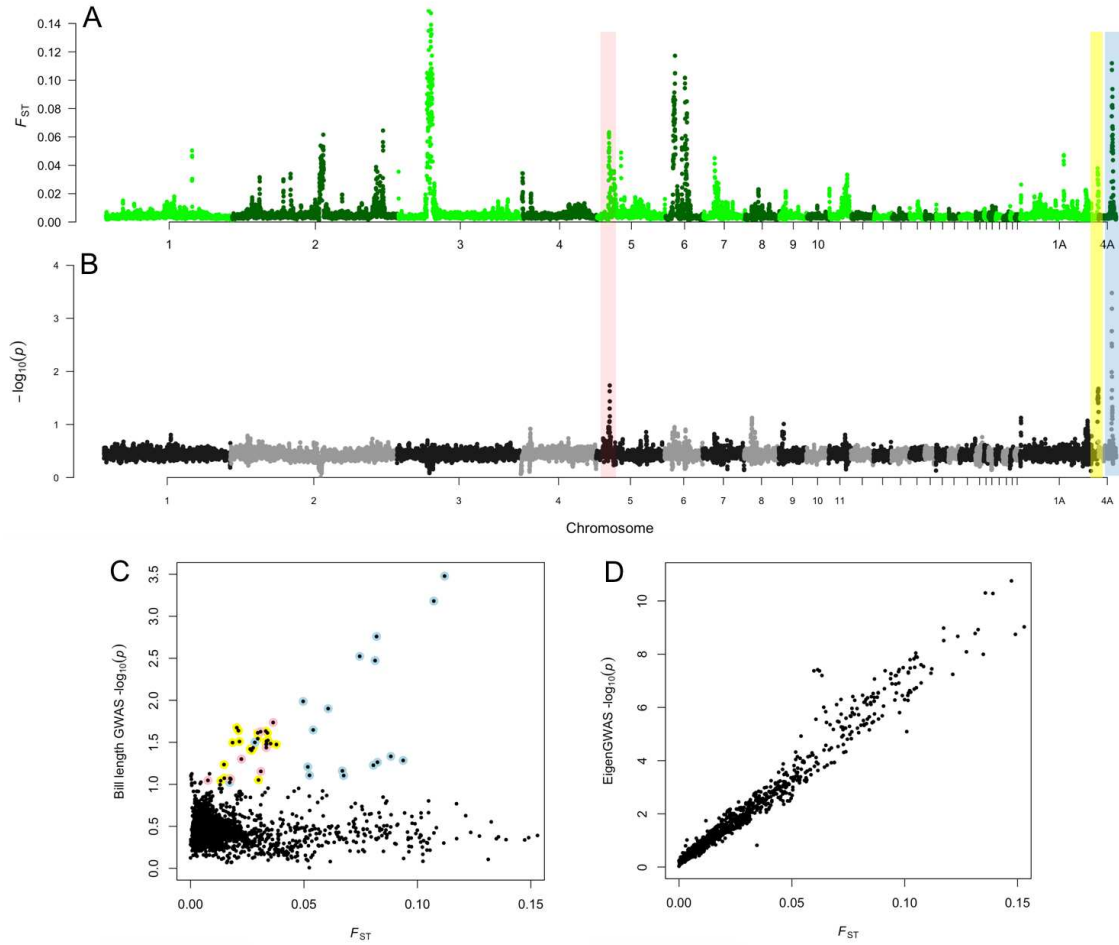 A
0.14
0.12
0.10
0.08
0.06
0.04
0.02
0.00
FST
1 2 3 4 5 6 7 8 9 10 1A 4A
B
4
3
2
1
0
−log10(p)
1 2 3 4 5 6 7 8 9 10 11 1A 4A
Chromosome
C
3.5
3.0
2.5
2.0
1.5
1.0
0.5
0.0
Bill length GWAS -log10(p)
0.00 0.05 0.10 0.15
FST
D
10
8
6
4
2
0
EigenGWAS -log10(p)
0.00 0.05 0.10 0.15
FST